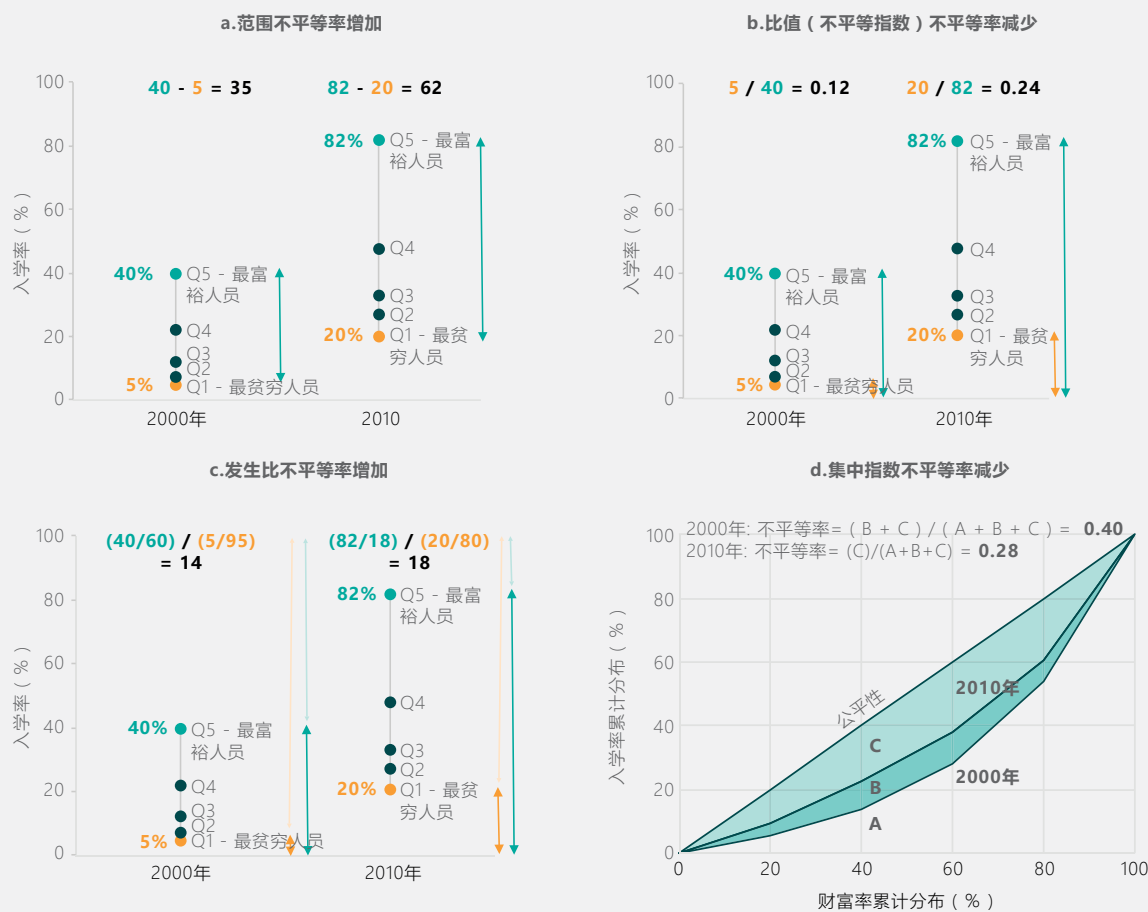 a.范围不平等率增加
40 - 5 = 35
82 - 20 = 62
100
80
60
40
20
0
入学率（%）
82%
Q5 - 最富
裕人员
Q4
Q3
Q2
20%
Q1 - 最贫
穷人员
40%
Q5 - 最富
裕人员
Q4
Q3
Q2
5%
Q1 - 最贫穷人员
2000年
2010
b.比值（不平等指数）不平等率减少
5 / 40 = 0.12
20 / 82 = 0.24
100
80
60
40
20
0
入学率（%）
82%
Q5 - 最富
裕人员
Q4
Q3
Q2
20%
Q1 - 最贫
穷人员
40%
Q5 - 最富
裕人员
Q4
Q3
Q2
5%
Q1 - 最贫穷人员
2000年
2010年
c.发生比不平等率增加
(40/60) / (5/95)
= 14
(82/18) / (20/80)
= 18
100
80
60
40
20
0
入学率（%）
82%
Q5 - 最富
裕人员
Q4
Q3
Q2
20%
Q1 - 最贫
穷人员
40%
Q5 - 最富
裕人员
Q4
Q3
Q2
5%
Q1 - 最贫穷人员
2000年
2010年
d.集中指数不平等率减少
2000年: 不平等率=（B + C）/（A + B + C）= 0.40
2010年: 不平等率= (C)/(A+B+C) = 0.28
100
80
60
40
20
0
入学率累计分布（%）
公平性
2010年
C
B
2000年
A
0
20
40
60
80
100
财富率累计分布（%）